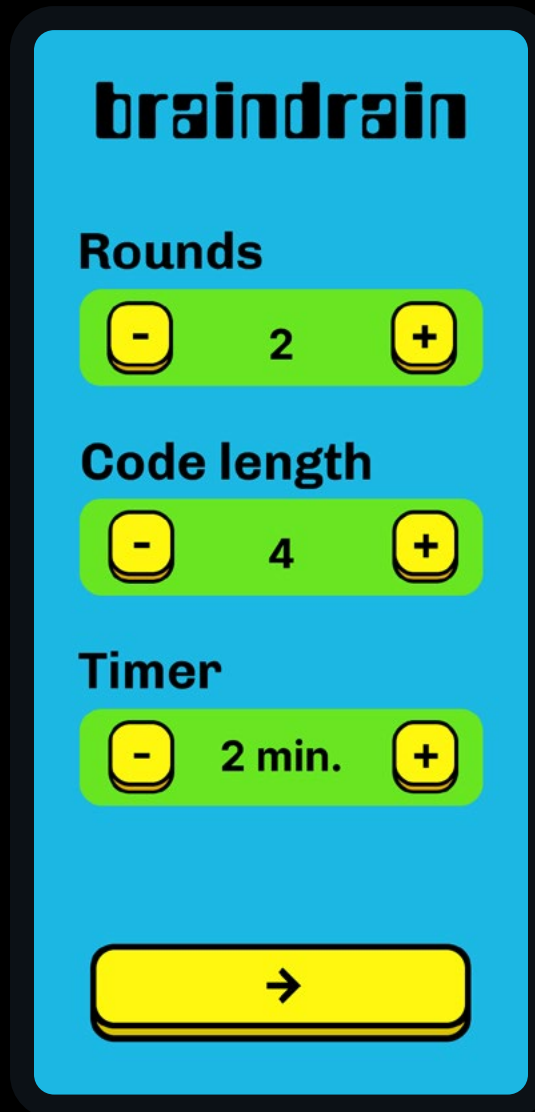 braindrain
Rounds
- 2 +
Code length
- 4 +
Timer
- 2 min. +
→